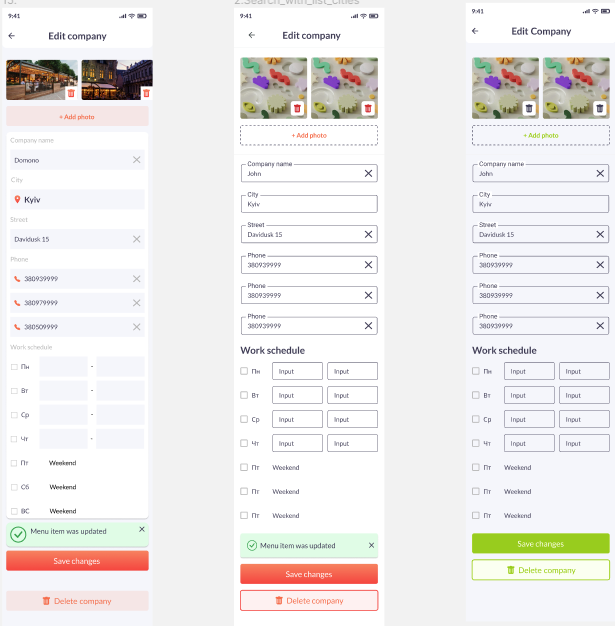 13.
9:41
Edit company
+ Add photo
Company name
Domono
City
Kyiv
Street
Davidusk 15
Phone
380939999
380979999
380509999
Work schedule
Пн
-
Вт
-
Ср
-
Чт
-
Пт Weekend
Сб Weekend
ВС Weekend
Menu item was updated
Save changes
Delete company
2.Search_with_list_cities
9:41
Edit company
+ Add photo
Company name
John
City
Kyiv
Street
Davidusk 15
Phone
380939999
Phone
380939999
Phone
380939999
Work schedule
Пн Input Input
Вт Input Input
Ср Input Input
Чт Input Input
Пт Weekend
Пт Weekend
Пт Weekend
Menu item was updated
Save changes
Delete company
9:41
Edit Company
+ Add photo
Company name
John
City
Kyiv
Street
Davidusk 15
Phone
380939999
Phone
380939999
Phone
380939999
Work schedule
Пн Input Input
Вт Input Input
Ср Input Input
Чт Input Input
Пт Weekend
Пт Weekend
Пт Weekend
Save changes
Delete company